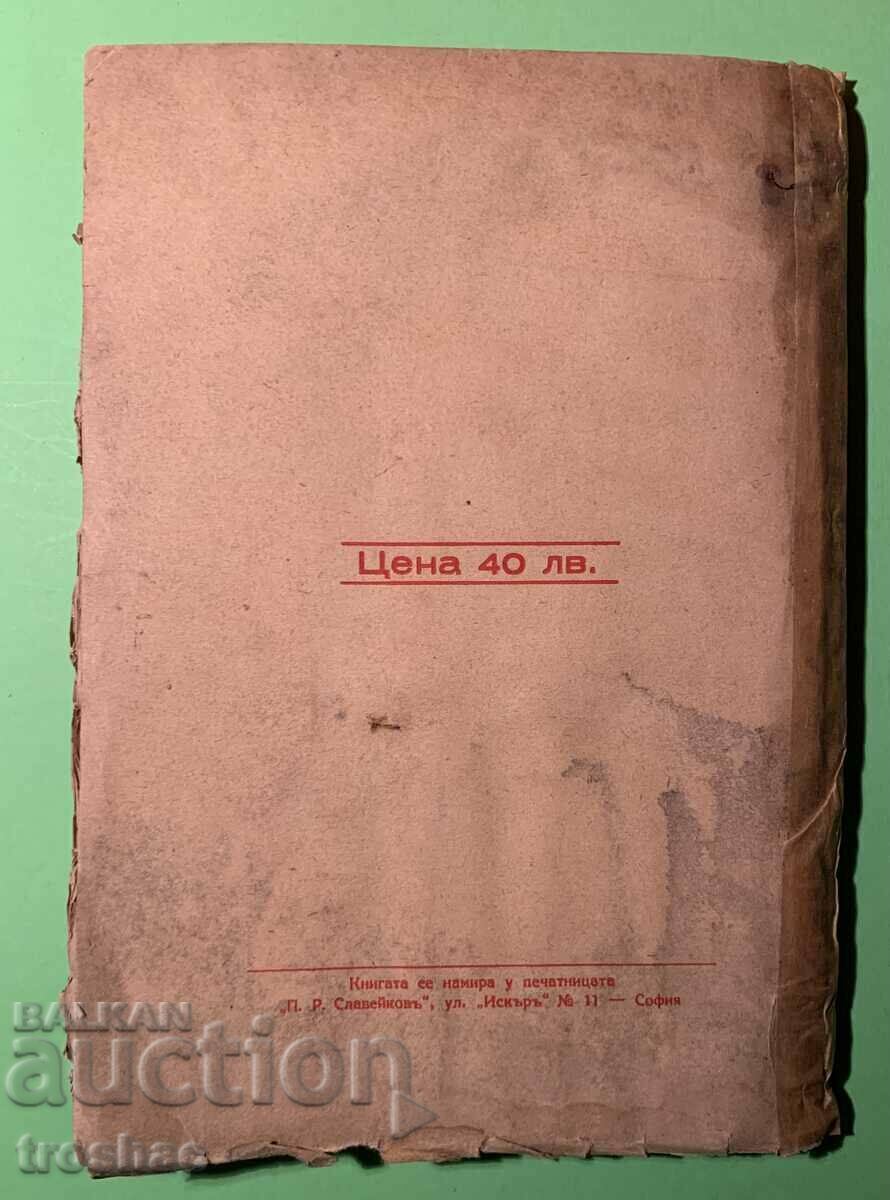 Цена 40 лв.
Книгата се намира у печатницата
„П. Р. Славейковъ“, ул. „Искъръ“ № 11 — София
BALKAN
auction
troshac